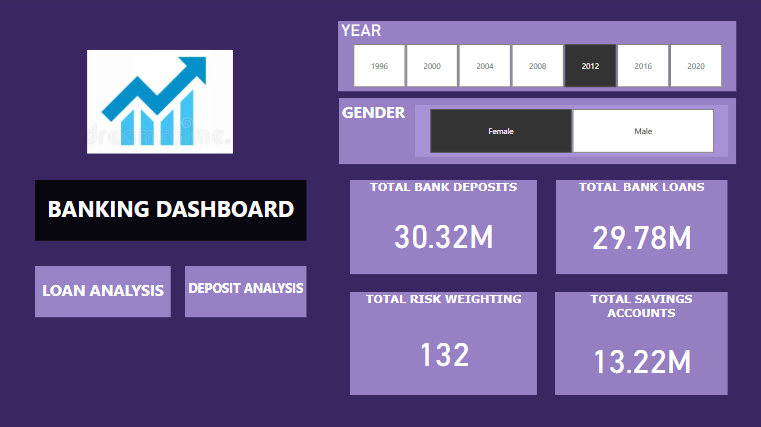 YEAR
1996 2000 2004 2008 2012 2016 2020
GENDER
Female Male
BANKING DASHBOARD
LOAN ANALYSIS
DEPOSIT ANALYSIS
TOTAL BANK DEPOSITS
30.32M
TOTAL BANK LOANS
29.78M
TOTAL RISK WEIGHTING
132
TOTAL SAVINGS
ACCOUNTS
13.22M